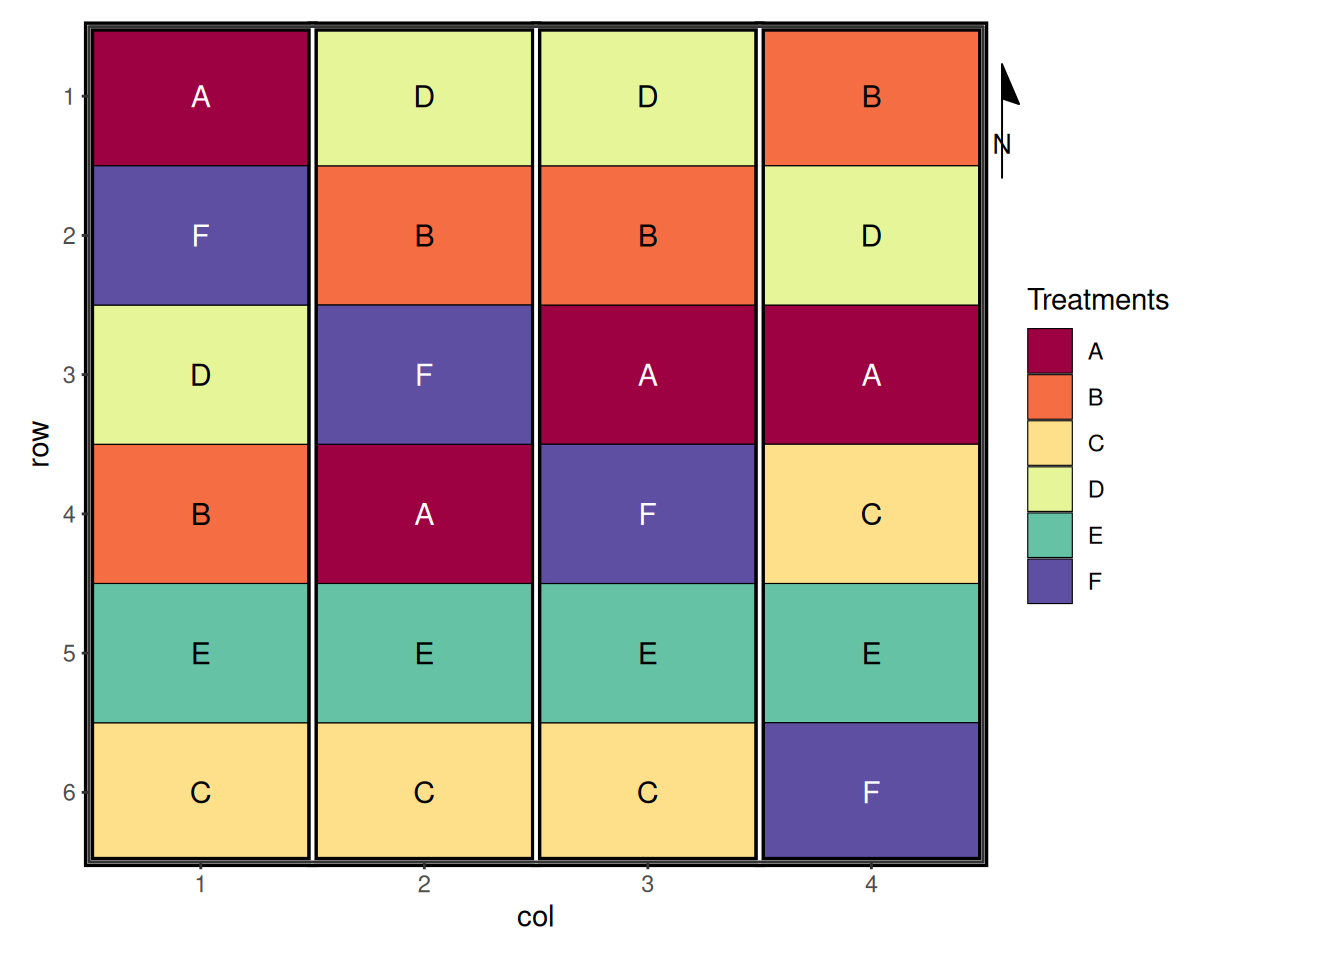 1 A D D B
N
2 F B B D
Treatments
3 D F A A
A
B
row
C
4 B A F C
D
E
F
5 E E E E
6 C C C F
1 2 3 4
col